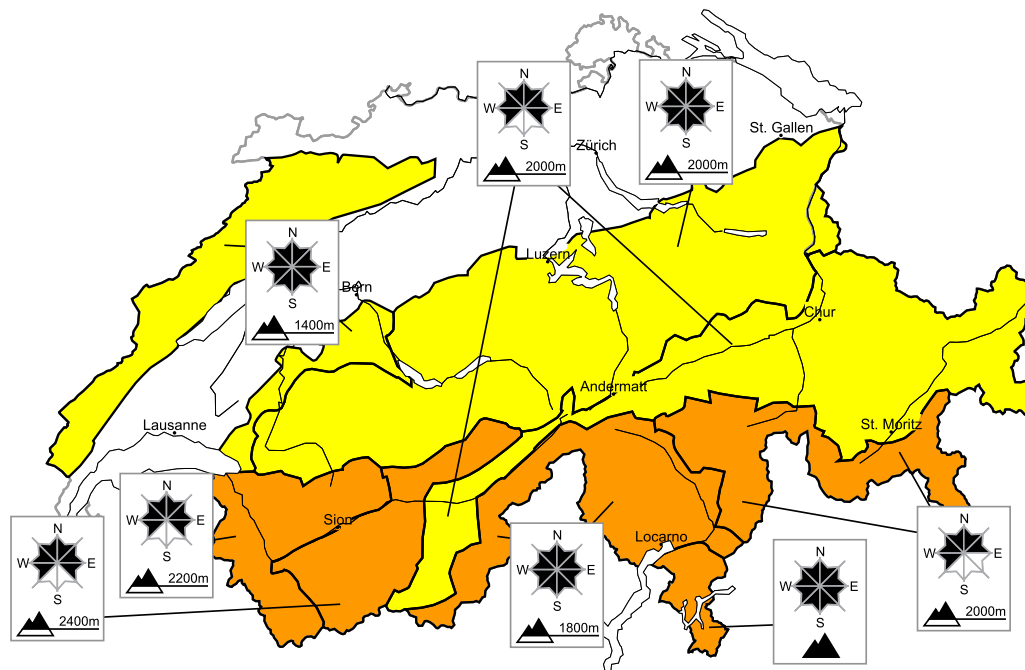 N
W
E
S
2000m
N
W
E
S
2000m
St. Gallen
Zürich
N
W
E
S
1400m
Luzern
Bern
Chur
Andermatt
St. Moritz
Lausanne
N
W
E
S
2200m
Sion
N
W
E
S
2400m
N
W
E
S
1800m
Locarno
N
W
E
S
N
W
E
S
2000m